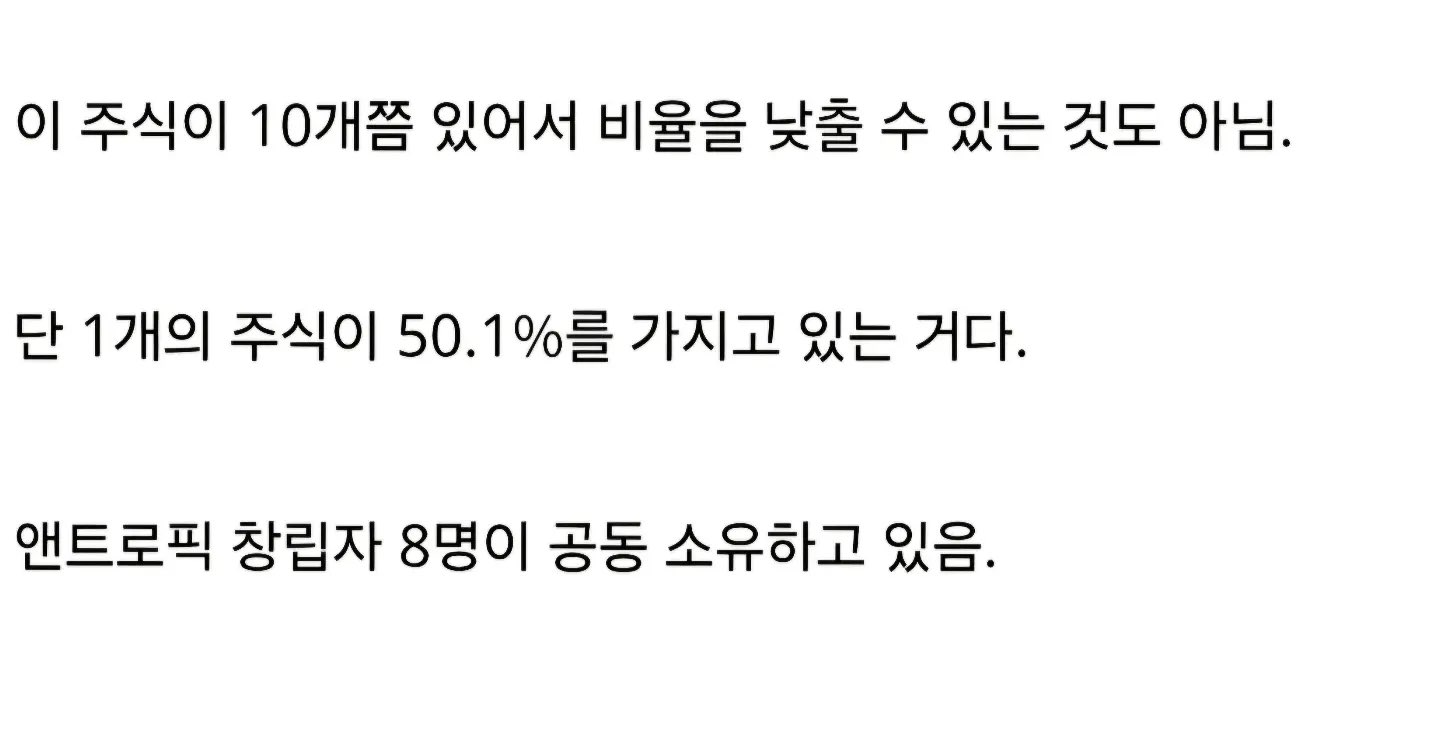 이 주식이 10개쯤 있어서 비율을 낮출 수 있는 것도 아님.
단 1개의 주식이 50.1%를 가지고 있는 거다.
앤트로픽 창립자 8명이 공동 소유하고 있음.